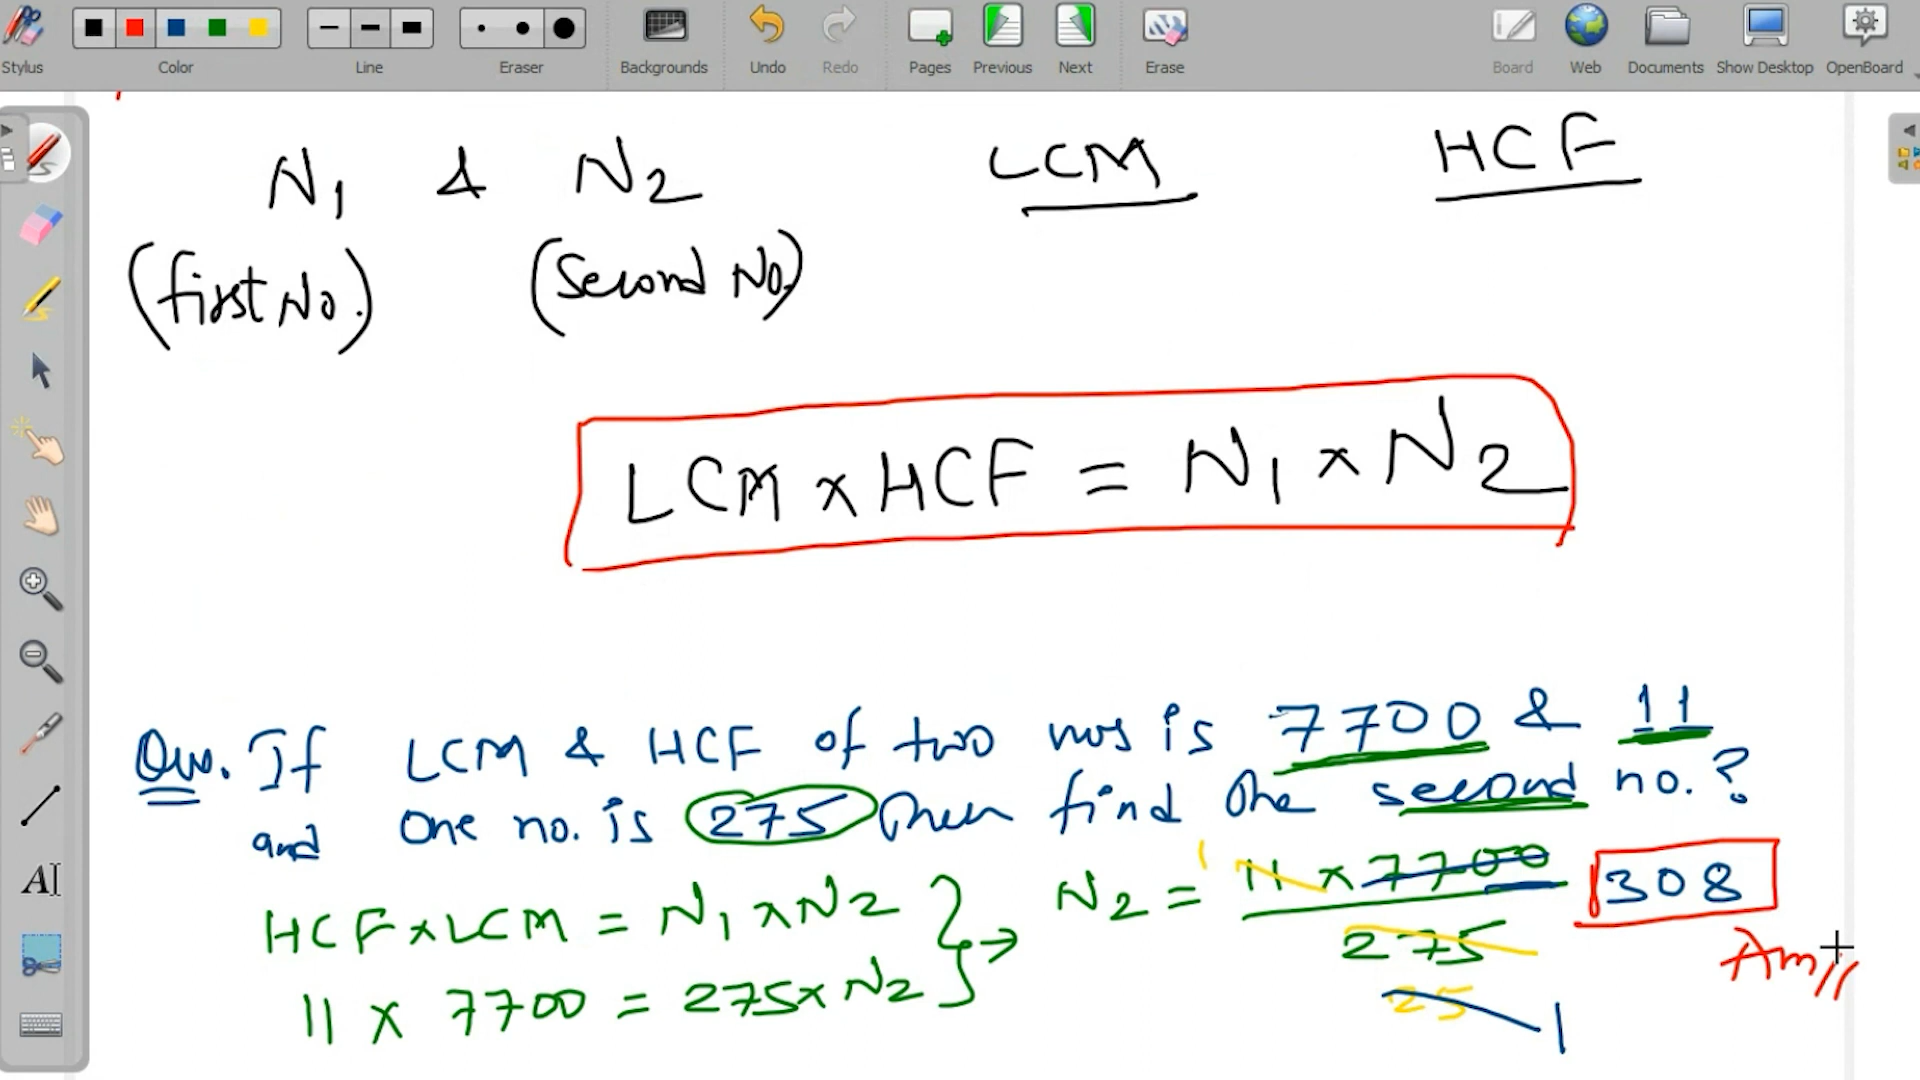 Stylus Color Line Eraser Backgrounds Undo Redo Pages Previous Next Erase Board Web Documents Show Desktop OpenBoard
N1 & N2 LCM HCF
(first No.) (Second No.)
LCM x HCF = N1 x N2
Que. If LCM & HCF of two nos is 7700 & 11
and one no. is 275 then find the second no.?
HCF x LCM = N1 x N2 } → N2 = 11 x 7700 / 275 308
11 x 7700 = 275 x N2
1
25
1
Ans//
AI